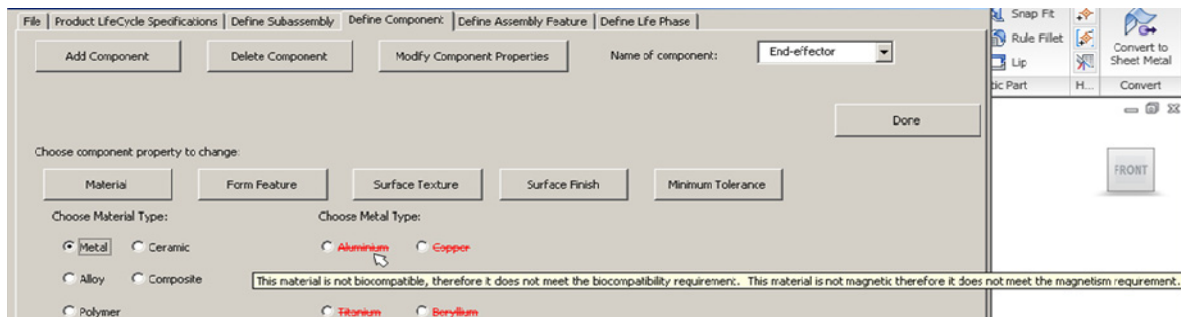 File Product LifeCycle Specifications Define Subassembly Define Component Define Assembly Feature Define Life Phase
Snap Fit
Rule Fillet
Lip
Convert to
Sheet Metal
tic Part H... Convert
Add Component Delete Component Modify Component Properties Name of component: End-effector
Done
FRONT
Choose component property to change:
Material Form Feature Surface Texture Surface Finish Minimum Tolerance
Choose Material Type: Choose Metal Type:
Metal Ceramic Aluminium Copper
Alloy Composite
This material is not biocompatible, therefore it does not meet the biocompatibility requirement. This material is not magnetic therefore it does not meet the magnetism requirement.
Polymer Titanium Beryllium